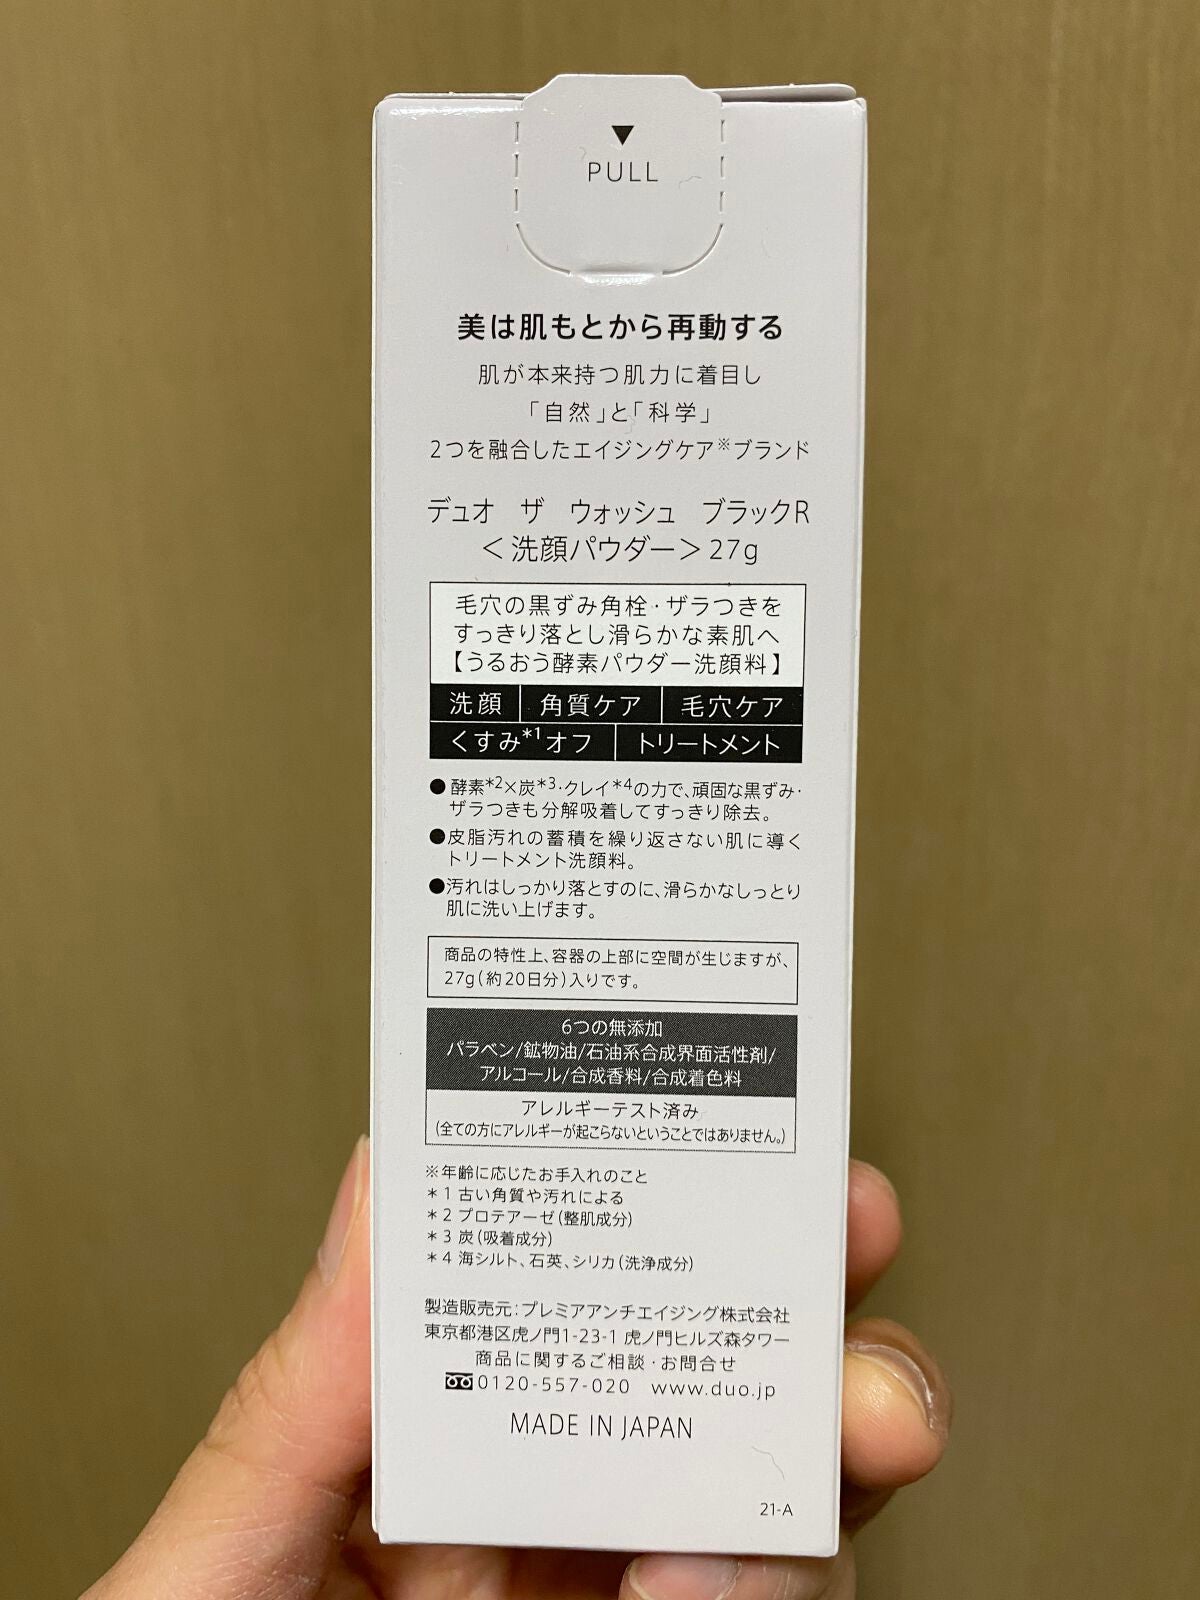 ▼
PULL
美は肌もとから再動する
肌が本来持つ肌力に着目し
「自然」と「科学」
2つを融合したエイジングケア※ブランド
デュオ ザ ウォッシュ ブラックR
＜洗顔パウダー＞27g
毛穴の黒ずみ角栓・ザラつきを
すっきり落とし滑らかな素肌へ
【うるおう酵素パウダー洗顔料】
洗顔 角質ケア 毛穴ケア
くすみ*1オフ トリートメント
●酵素*2×炭*3・クレイ*4の力で、頑固な黒ずみ・
ザラつきも分解吸着してすっきり除去。
●皮脂汚れの蓄積を繰り返さない肌に導く
トリートメント洗顔料。
●汚れはしっかり落とすのに、滑らかなしっとり
肌に洗い上げます。
商品の特性上、容器の上部に空間が生じますが、
27g(約20日分)入りです。
6つの無添加
パラベン/鉱物油/石油系合成界面活性剤/
アルコール/合成香料/合成着色料
アレルギーテスト済み
(全ての方にアレルギーが起こらないということではありません。)
※年齢に応じたお手入れのこと
＊1 古い角質や汚れによる
＊2 プロテアーゼ(整肌成分)
＊3 炭(吸着成分)
＊4 海シルト、石英、シリカ(洗浄成分)
製造販売元：プレミアアンチエイジング株式会社
東京都港区虎ノ門1-23-1 虎ノ門ヒルズ森タワー
商品に関するご相談・お問合せ
0120-557-020 www.duo.jp
MADE IN JAPAN
21-A